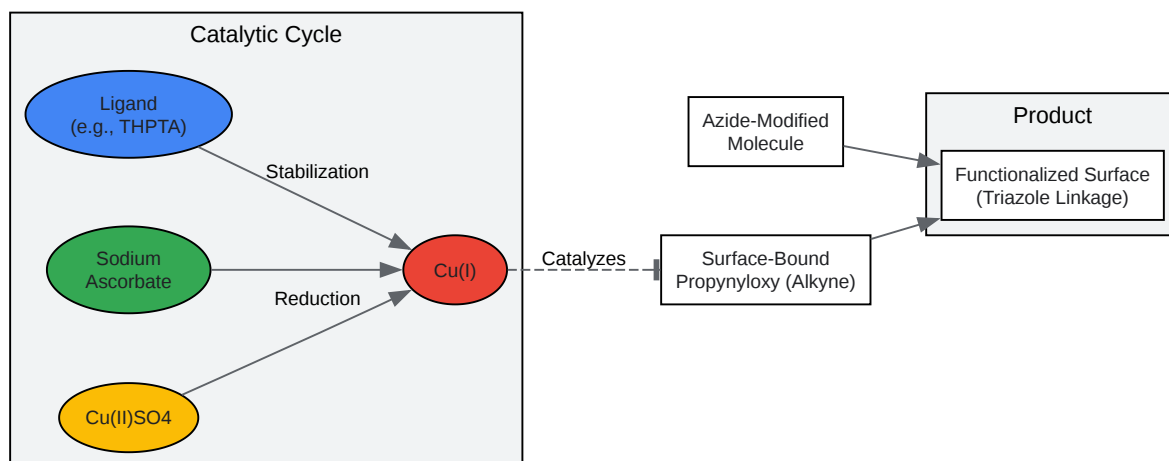 Catalytic Cycle
Ligand
(e.g., THPTA)
Stabilization
Sodium
Ascorbate
Reduction
Cu(II)SO4
Cu(I)
Catalyzes
Azide-Modified
Molecule
Surface-Bound
Propynyloxy (Alkyne)
Product
Functionalized Surface
(Triazole Linkage)